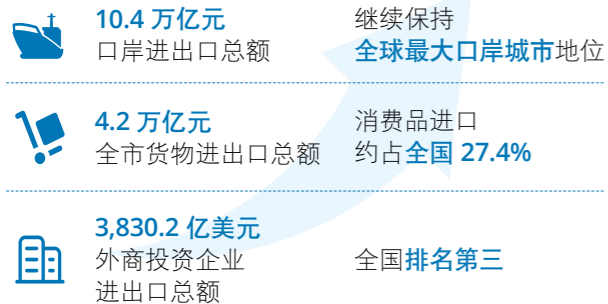 10.4 万亿元
口岸进出口总额
继续保持
全球最大口岸城市地位
4.2 万亿元
全市货物进出口总额
消费品进口
约占全国 27.4%
3,830.2 亿美元
外商投资企业
进出口总额
全国排名第三